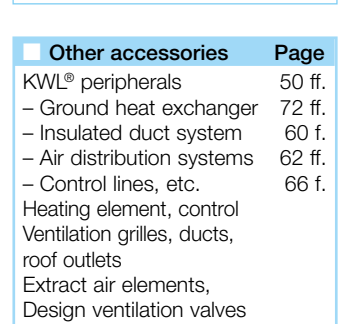 Other accessories Page
KWL® peripherals 50 ff.
– Ground heat exchanger 72 ff.
– Insulated duct system 60 f.
– Air distribution systems 62 ff.
– Control lines, etc. 66 f.
Heating element, control
Ventilation grilles, ducts,
roof outlets
Extract air elements,
Design ventilation valves